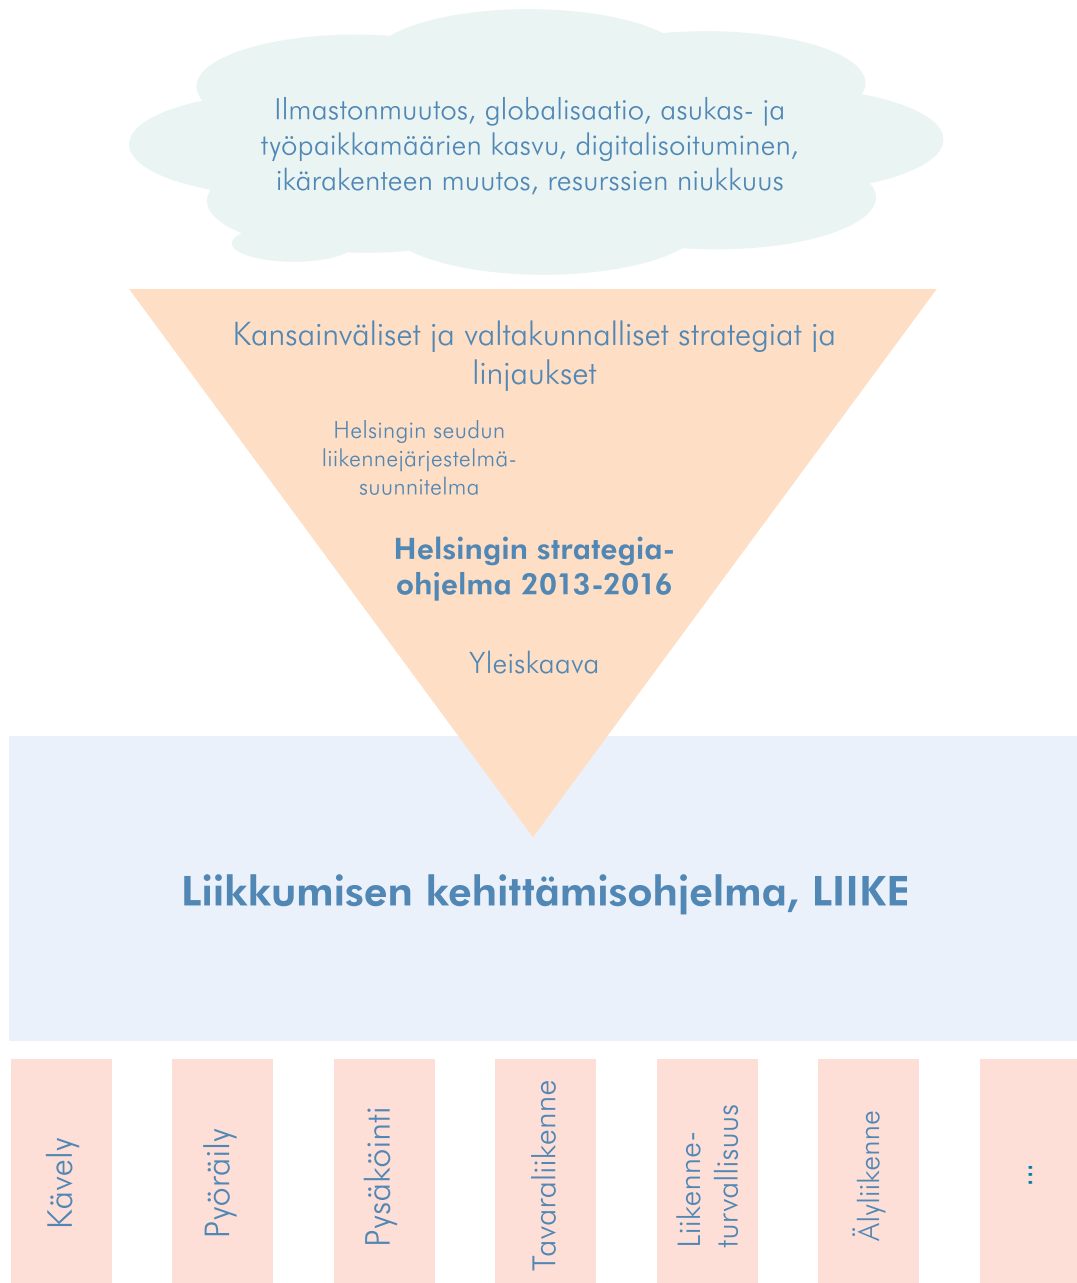 Ilmastonmuutos, globalisaatio, asukas- ja
työpaikkamäärien kasvu, digitalisoituminen,
ikärakenteen muutos, resurssien niukkuus
Kansainväliset ja valtakunnalliset strategiat ja
linjaukset
Helsingin seudun
liikennejärjestelmä-
suunnitelma
Helsingin strategia-
ohjelma 2013-2016
Yleiskaava
Liikkumisen kehittämisohjelma, LIIKE
Kävely
Pyöräily
Pysäköinti
Tavaraliikenne
Liikenne-
turvallisuus
Älyliikenne
...